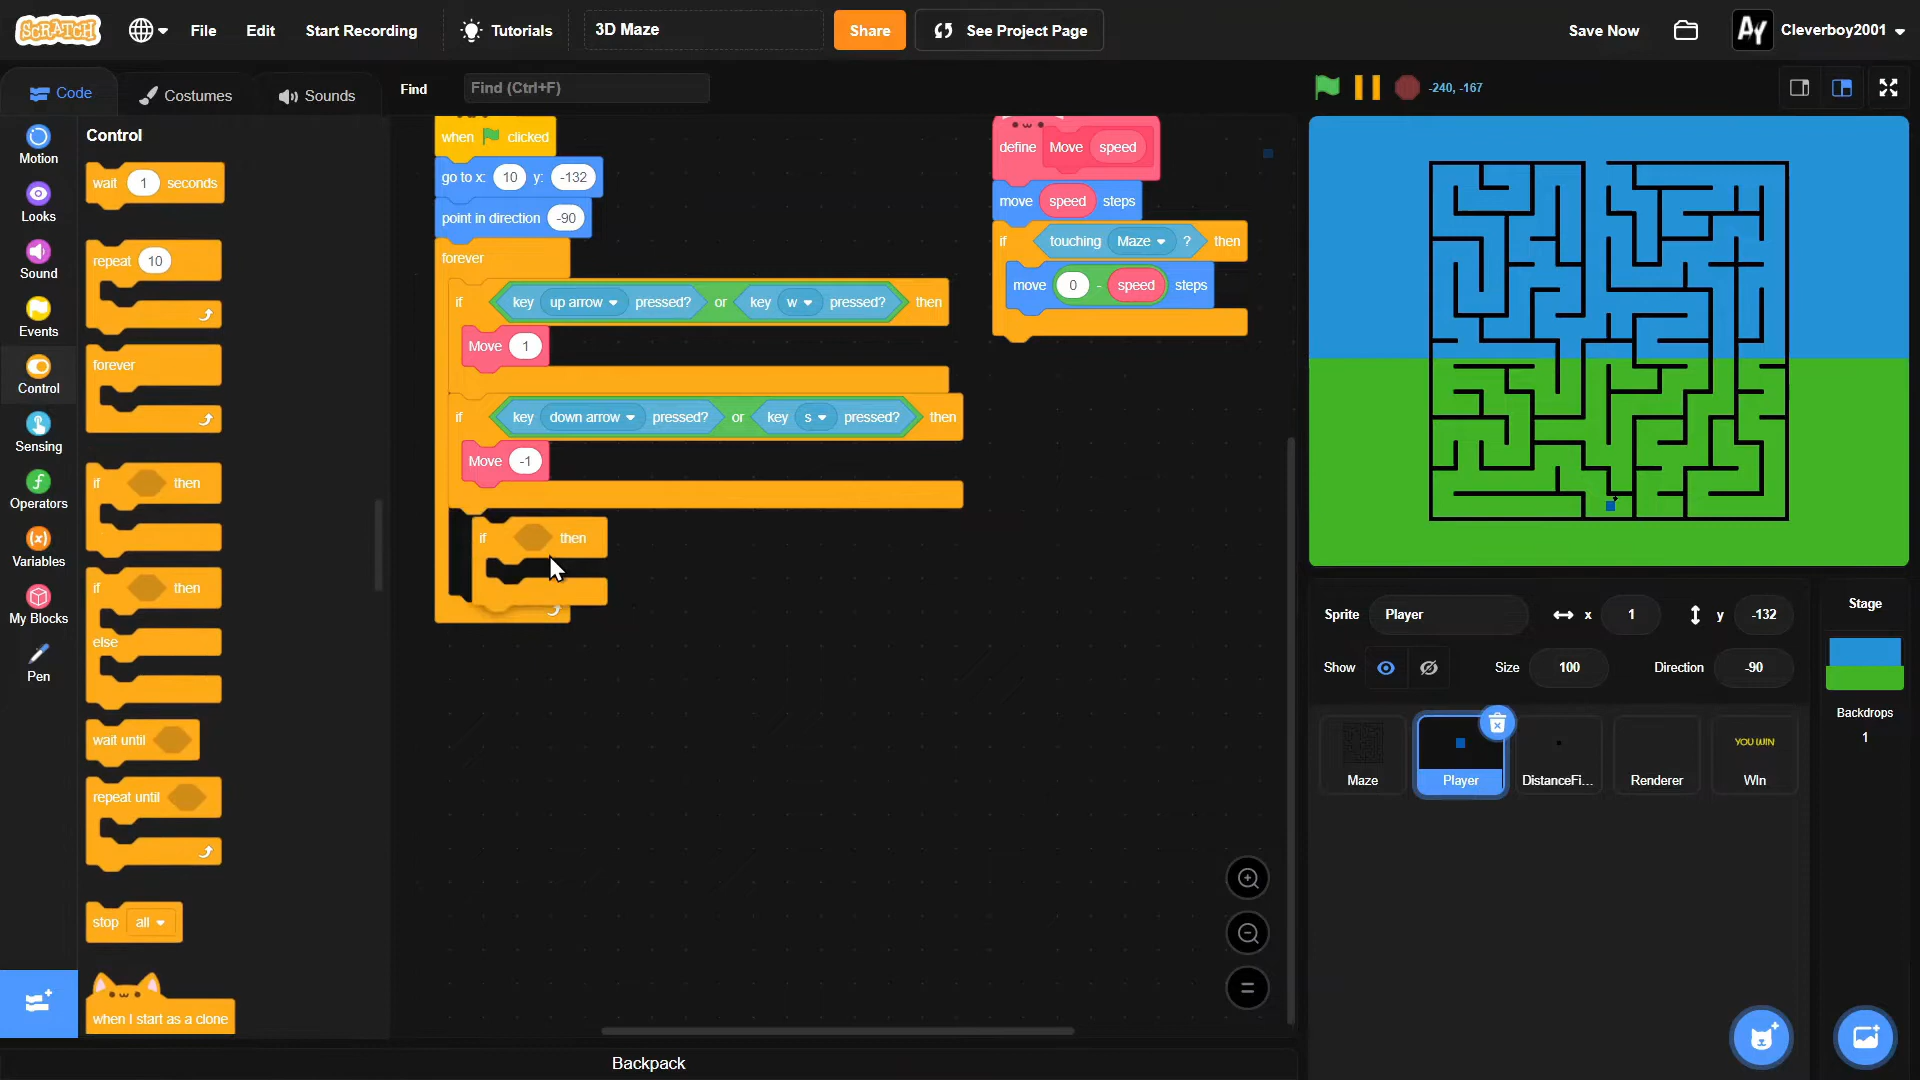 SCRATCH File Edit Start Recording Tutorials 3D Maze Share See Project Page Save Now Cleverboy2001
Code Costumes Sounds Find Find (Ctrl+F) -240, -167
Motion
Looks
Sound
Events
Control
Sensing
Operators
Variables
My Blocks
Pen
Control
wait 1 seconds
repeat 10
forever
if then
if then
else
wait until
repeat until
stop all
when I start as a clone
when clicked
go to x: 10 y: -132
point in direction -90
forever
if key up arrow pressed? or key w pressed? then
Move 1
if key down arrow pressed? or key s pressed? then
Move -1
if then
define Move speed
move speed steps
if touching Maze ? then
move 0 - speed steps
Sprite Player x 1 y -132
Show Size 100 Direction -90
Maze Player DistanceFi... Renderer YOU WIN WIn
Stage
Backdrops
1
Backpack